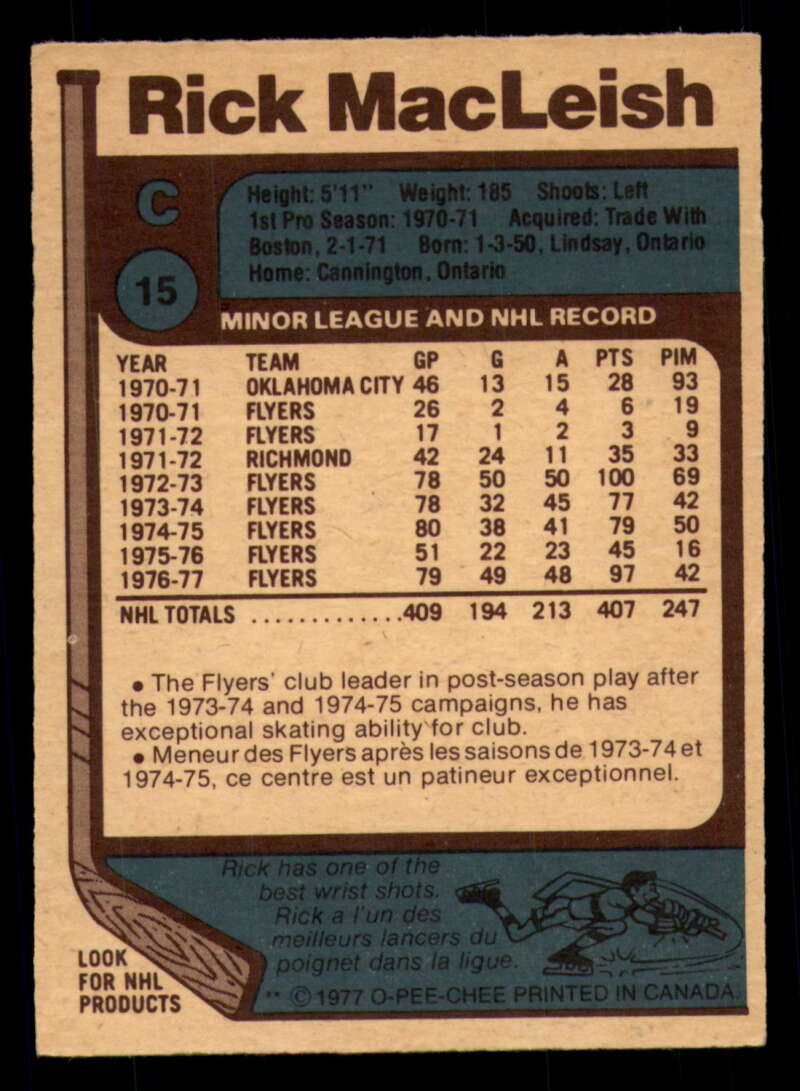 Rick MacLeish
C
Height: 5'11" Weight: 185 Shoots: Left
1st Pro Season: 1970-71 Acquired: Trade With
Boston, 2-1-71 Born: 1-3-50, Lindsay, Ontario
Home: Cannington, Ontario
15
MINOR LEAGUE AND NHL RECORD
YEAR TEAM GP G A PTS PIM
1970-71 OKLAHOMA CITY 46 13 15 28 93
1970-71 FLYERS 26 2 4 6 19
1971-72 FLYERS 17 1 2 3 9
1971-72 RICHMOND 42 24 11 35 33
1972-73 FLYERS 78 50 50 100 69
1973-74 FLYERS 78 32 45 77 42
1974-75 FLYERS 80 38 41 79 50
1975-76 FLYERS 51 22 23 45 16
1976-77 FLYERS 79 49 48 97 42
NHL TOTALS .............409 194 213 407 247
• The Flyers' club leader in post-season play after
the 1973-74 and 1974-75 campaigns, he has
exceptional skating ability for club.
• Meneur des Flyers après les saisons de 1973-74 et
1974-75, ce centre est un patineur exceptionnel.
Rick has one of the
best wrist shots.
Rick a l'un des
meilleurs lancers du
poignet dans la ligue.
LOOK
FOR NHL
PRODUCTS
** © 1977 O-PEE-CHEE PRINTED IN CANADA.